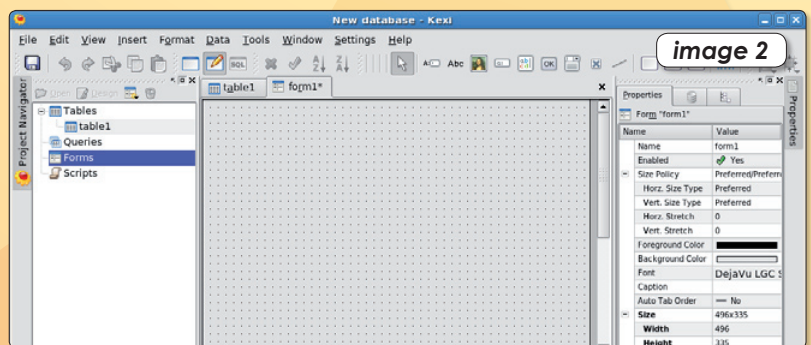 New database - Kexi
File Edit View Insert Format Data Tools Window Settings Help
SQL
Abc
OK
image 2
Project Navigator
Open Design
Tables
table1
Queries
Forms
Scripts
table1
form1*
Properties
Form "form1"
Name Value
Name form1
Enabled Yes
Size Policy Preferred/Preferre
Horz. Size Type Preferred
Vert. Size Type Preferred
Horz. Stretch 0
Vert. Stretch 0
Foreground Color
Background Color
Font DejaVu LGC S
Caption
Auto Tab Order No
Size 496x335
Width 496
Height 335
Properties